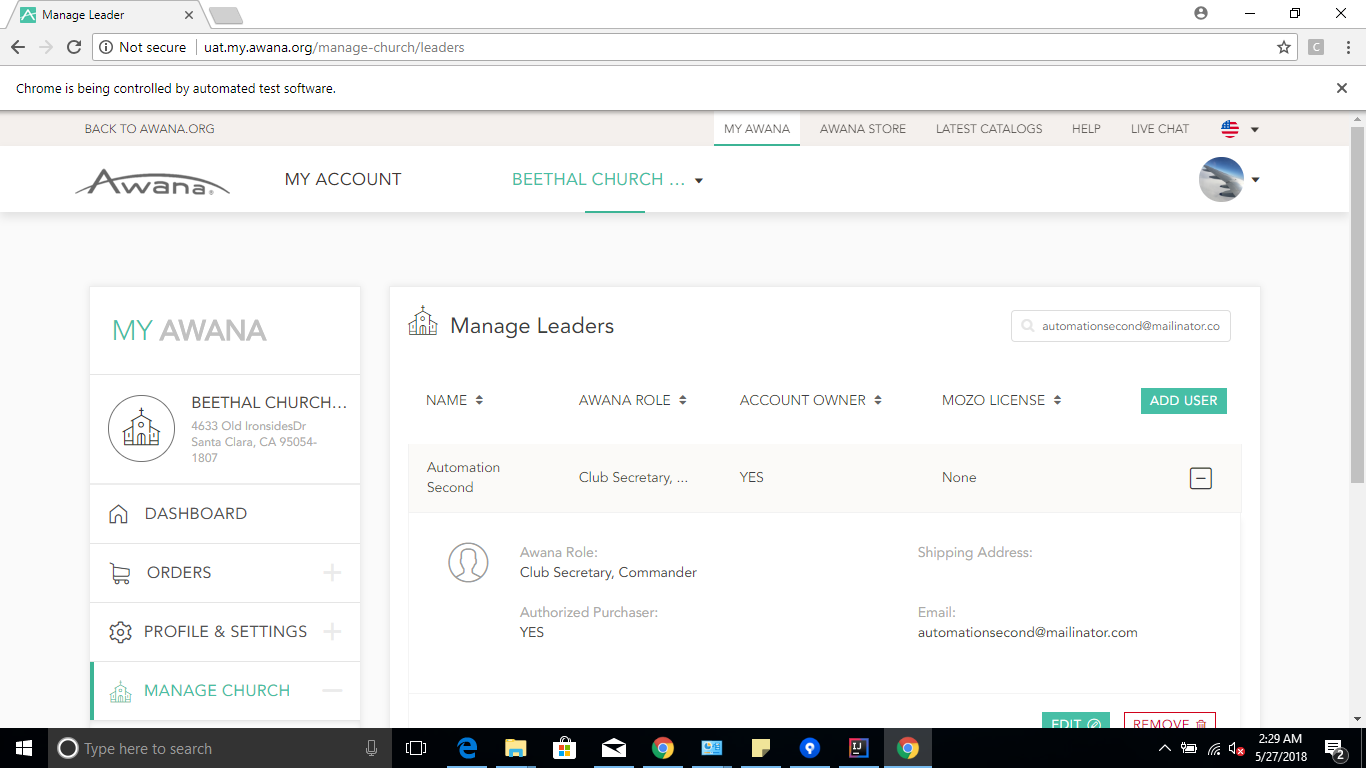 Manage Leader
Not secure
uat.my.awana.org/manage-church/leaders
C
Chrome is being controlled by automated test software.
BACK TO AWANA.ORG
MY AWANA
AWANA STORE
LATEST CATALOGS
HELP
LIVE CHAT
Awana®
MY ACCOUNT
BEETHAL CHURCH ...
MY AWANA
Manage Leaders
automationsecond@mailinator.co
BEETHAL CHURCH...
4633 Old IronsidesDr
Santa Clara, CA 95054-
1807
NAME
AWANA ROLE
ACCOUNT OWNER
MOZO LICENSE
ADD USER
Automation
Second
Club Secretary, ...
YES
None
DASHBOARD
ORDERS
PROFILE & SETTINGS
MANAGE CHURCH
Awana Role:
Club Secretary, Commander
Shipping Address:
Authorized Purchaser:
YES
Email:
automationsecond@mailinator.com
EDIT
REMOVE
Type here to search
IJ
2:29 AM
5/27/2018
2